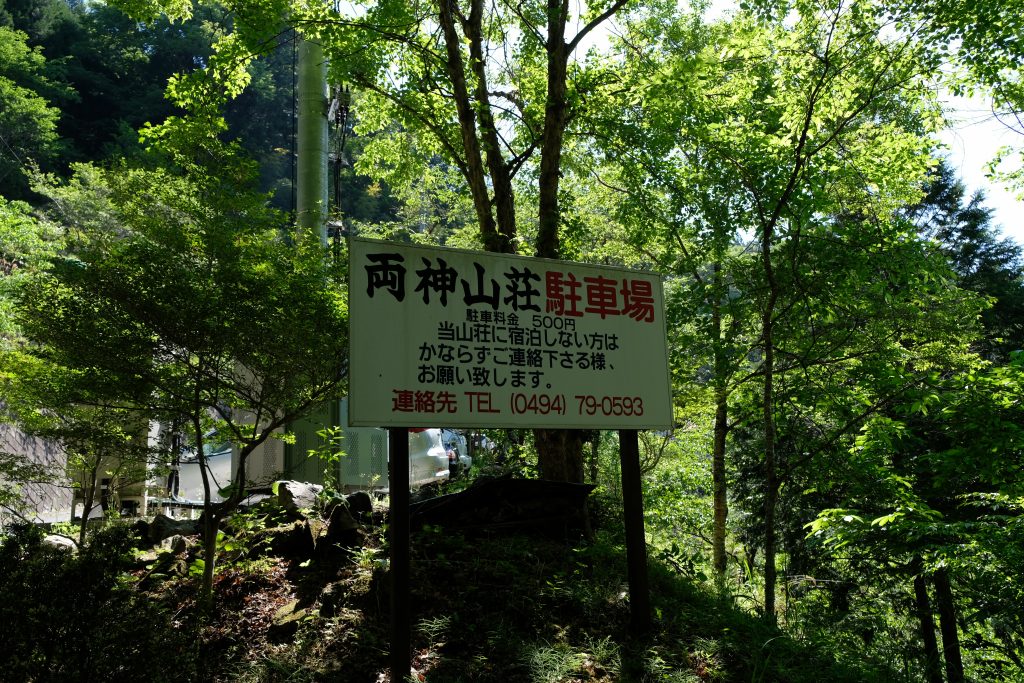 両神山荘駐車場
駐車料金 500円
当山荘に宿泊しない方は
かならずご連絡下さる様、
お願い致します。
連絡先 TEL (0494) 79-0593